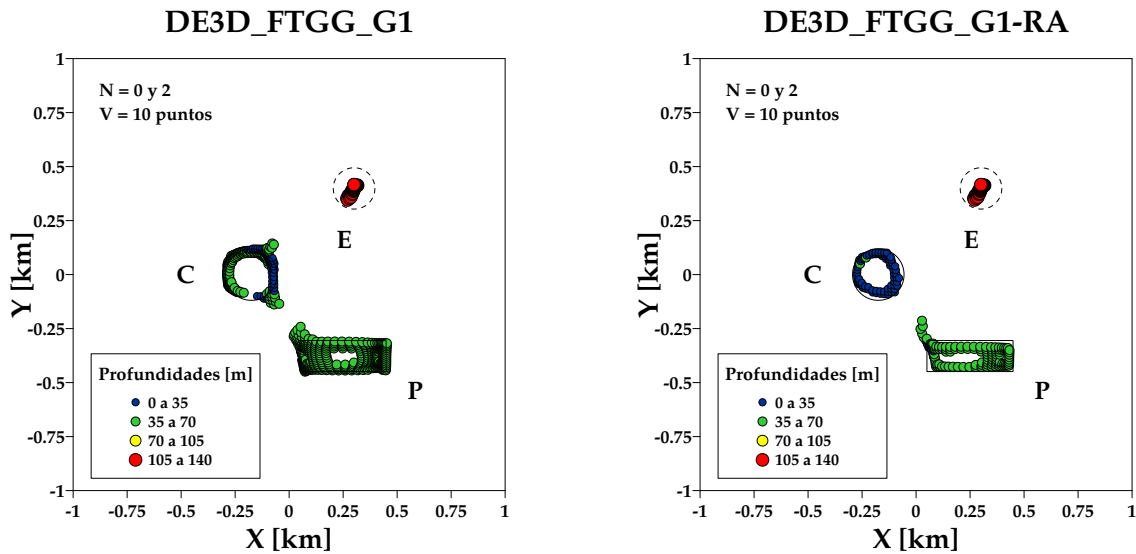 DE3D_FTGG_G1
N = 0 y 2
V = 10 puntos
1
0.75
0.5
0.25
0
-0.25
-0.5
-0.75
-1
Y [km]
E
C
P
Profundidades [m]
0 a 35
35 a 70
70 a 105
105 a 140
-1 -0.75 -0.5 -0.25 0 0.25 0.5 0.75 1
X [km]
DE3D_FTGG_G1-RA
N = 0 y 2
V = 10 puntos
1
0.75
0.5
0.25
0
-0.25
-0.5
-0.75
-1
Y [km]
E
C
P
Profundidades [m]
0 a 35
35 a 70
70 a 105
105 a 140
-1 -0.75 -0.5 -0.25 0 0.25 0.5 0.75 1
X [km]